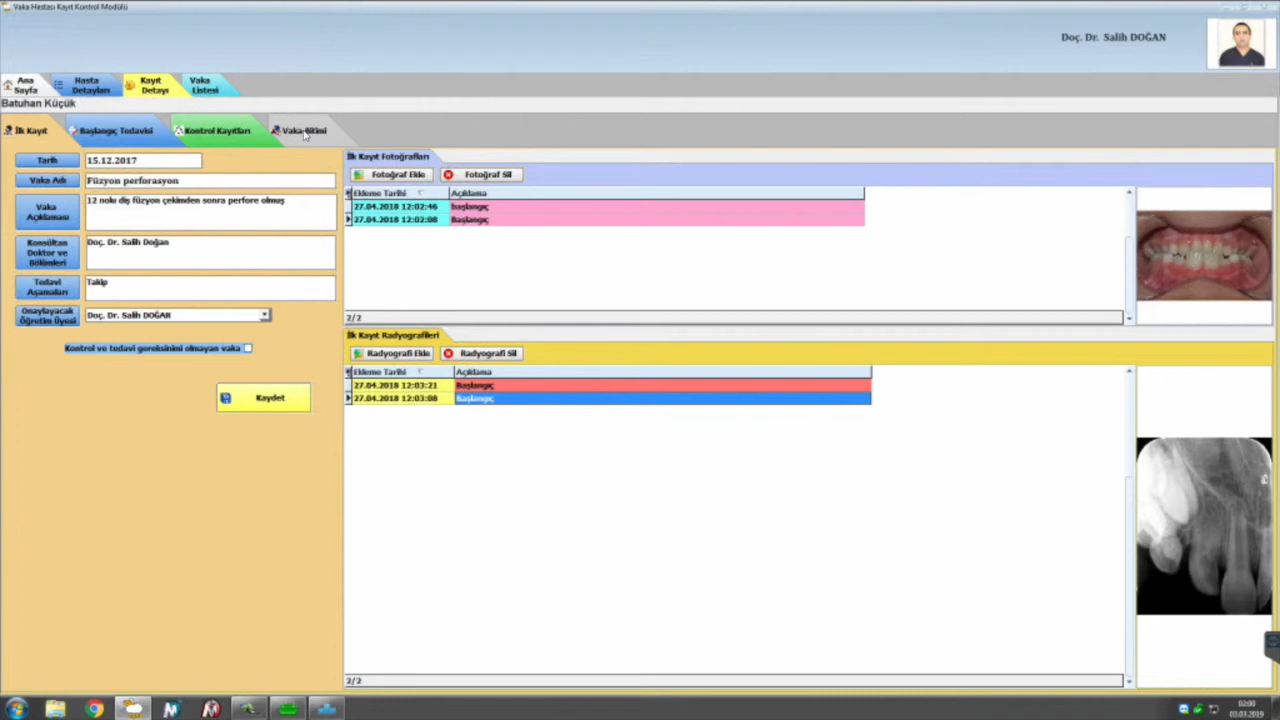 Vaka Hastası Kayıt Kontrol Modülü
Doç. Dr. Salih DOĞAN
Ana Sayfa
Hasta Detayları
Kayıt Detayı
Vaka Listesi
Batuhan Küçük
İlk Kayıt
Başlangıç Tedavisi
Kontrol Kayıtları
Vaka Bitimi
Tarih
15.12.2017
Vaka Adı
Füzyon perforasyon
Vaka Açıklaması
12 nolu diş füzyon çekimden sonra perfore olmuş
Konsültan Doktor ve Bölümleri
Doç. Dr. Salih Doğan
Tedavi Aşamaları
Takip
Onaylayacak Öğretim Üyesi
Doç. Dr. Salih DOĞAN
Kontrol ve tedavi gereksinimi olmayan vaka
Kaydet
İlk Kayıt Fotoğrafları
Fotoğraf Ekle
Fotoğraf Sil
Ekleme Tarihi
Açıklama
27.04.2018 12:02:46
başlangıç
27.04.2018 12:02:08
Başlangıç
2/2
İlk Kayıt Radyografileri
Radyografi Ekle
Radyografi Sil
Ekleme Tarihi
Açıklama
27.04.2018 12:03:21
Başlangıç
27.04.2018 12:03:08
Başlangıç
2/2
02:00
03.03.2019